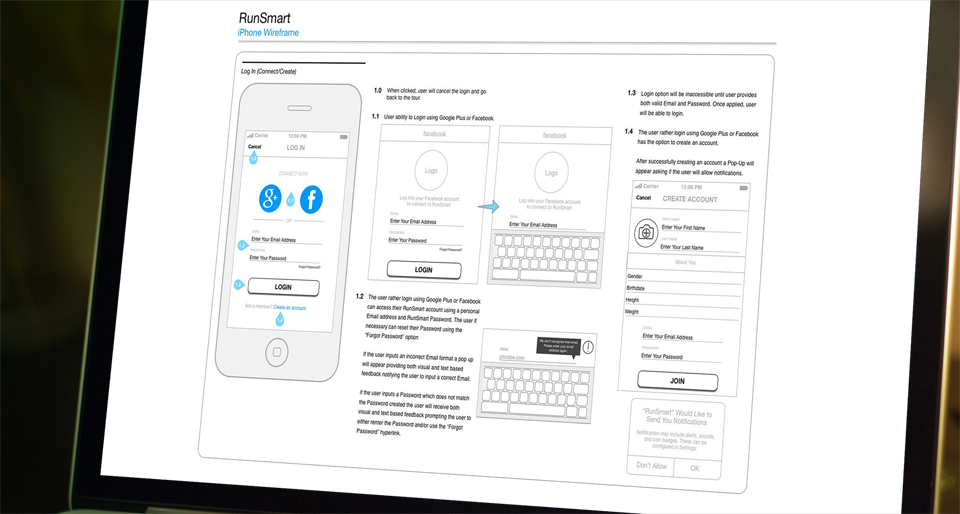 RunSmart
iPhone Wireframe
Log In (Connect/Create)
Carrier
12:00 PM
Cancel
LOG IN
CONNECT WITH
g+
f
OR
EMAIL
Enter Your Email Address
PASSWORD
Enter Your Password
Forgot Password?
LOGIN
Not a member? Create an account
1.0 When clicked, user will cancel the login and go
back to the tour.
1.1 User ability to Login using Google Plus or Facebook.
facebook
Logo
Log into your Facebook account
to connect to RunSmart
EMAIL
Enter Your Email Address
PASSWORD
Enter Your Password
Forgot Password?
LOGIN
facebook
Logo
Log into your Facebook account
to connect to RunSmart
EMAIL
Enter Your Email Address
1.2 The user rather login using Google Plus or Facebook
can access their RunSmart account using a personal
Email address and RunSmart Password. The user if
necessary can reset their Password using the
"Forgot Password" option
If the user inputs an incorrect Email format a pop up
will appear providing both visual and text based
feedback notifying the user to input a correct Email.
If the user inputs a Password which does not match
the Password created the user will receive both
visual and text based feedback prompting the user to
either renter the Password and/or use the "Forgot
Password" hyperlink.
We don't recognize that email.
Please enter your email
address again.
EMAIL
johndoe.com
1.3 Login option will be inaccessible until user provides
both valid Email and Password. Once applied, user
will be able to login.
1.4 The user rather login using Google Plus or Facebook
has the option to create an account.
After successfully creating an account a Pop-Up will
appear asking if the user will allow notifications.
Carrier
12:00 PM
Cancel
CREATE ACCOUNT
FIRST NAME
Enter Your First Name
LAST NAME
Enter Your Last Name
About You
Gender
Birthdate
Height
Weight
EMAIL
Enter Your Email Address
PASSWORD
Enter Your Password
JOIN
"RunSmart" Would Like to
Send You Notifications
Notification may include alerts, sounds,
and icon badges. These can be
configured in Settings.
Don't Allow
OK